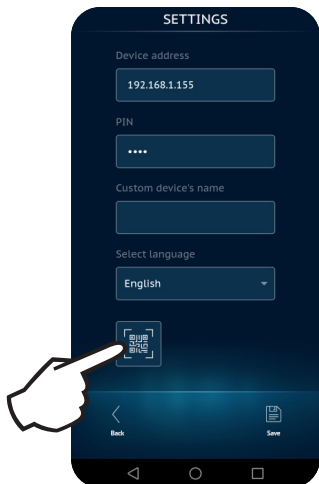 SETTINGS
Device address
192.168.1.155
PIN
••••
Custom device's name
Select language
English
Back
Save